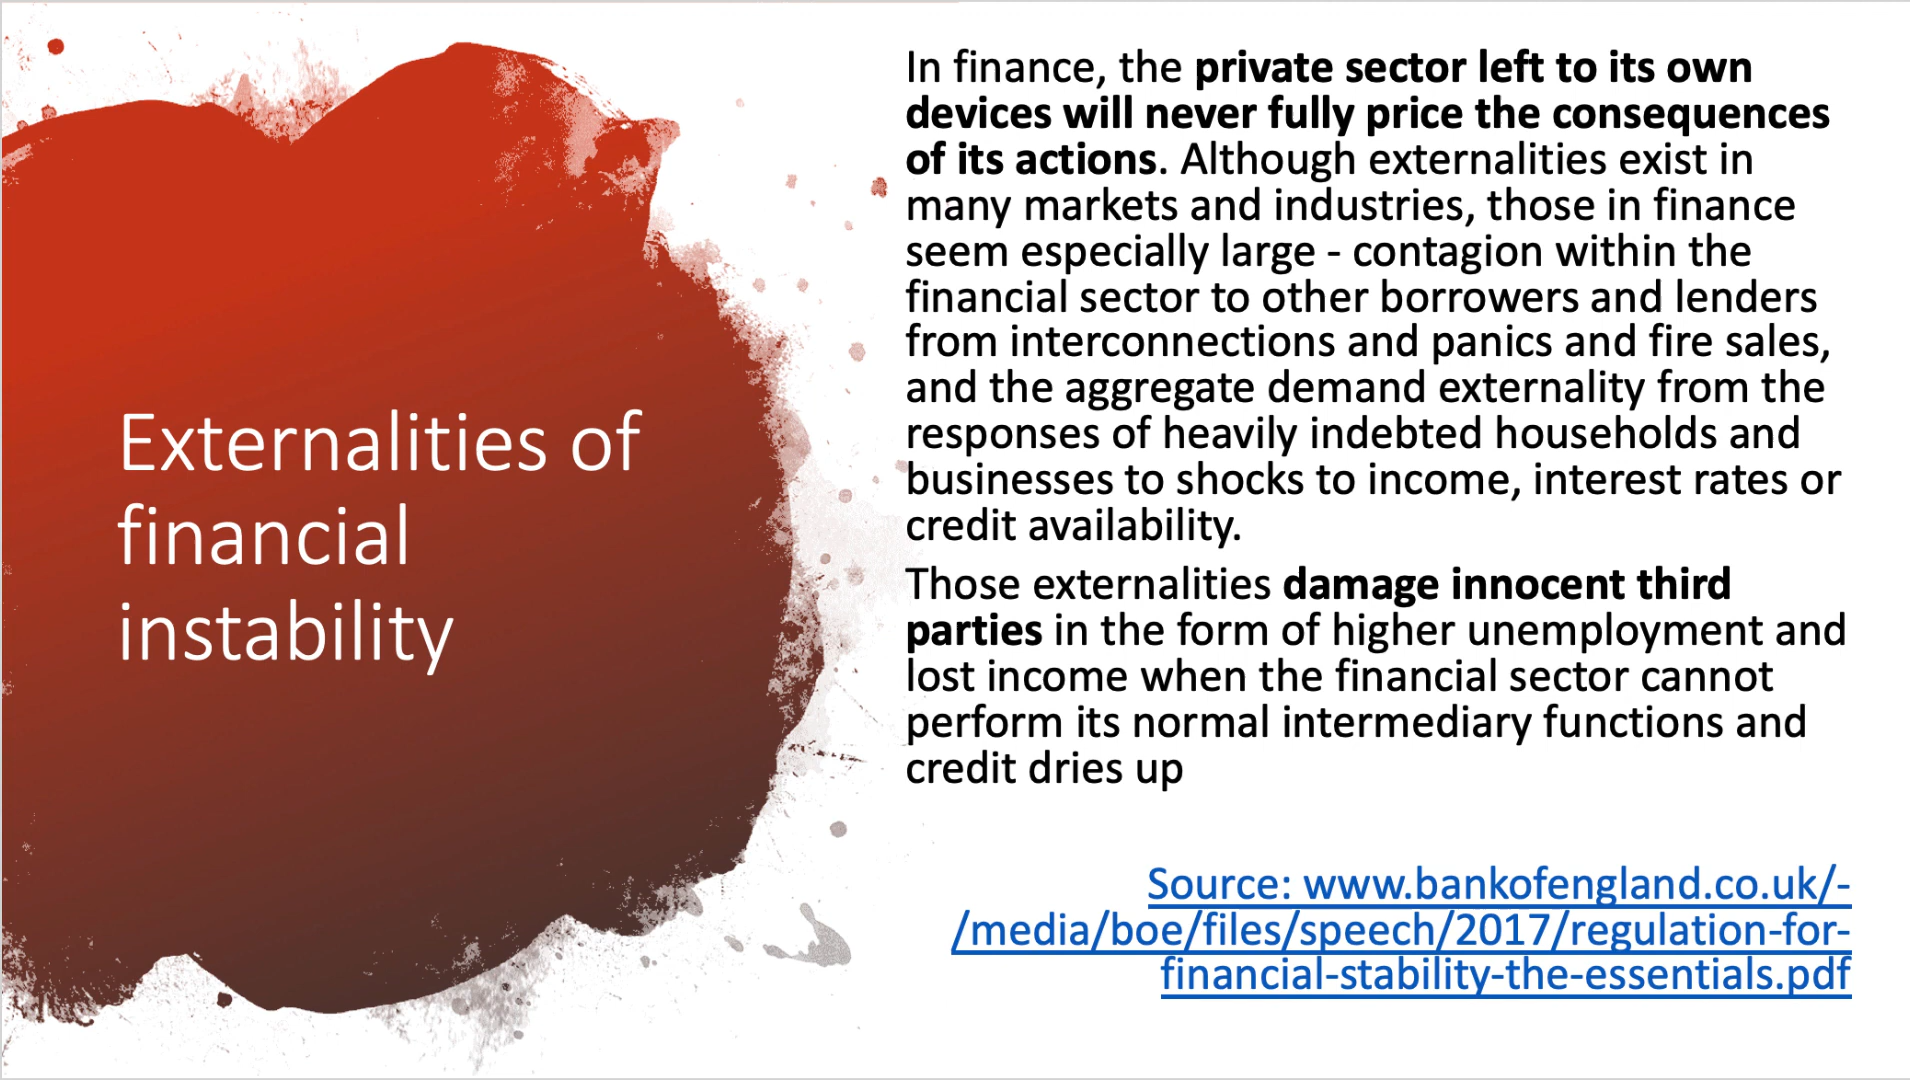 Externalities of
financial
instability
In finance, the private sector left to its own
devices will never fully price the consequences
of its actions. Although externalities exist in
many markets and industries, those in finance
seem especially large - contagion within the
financial sector to other borrowers and lenders
from interconnections and panics and fire sales,
and the aggregate demand externality from the
responses of heavily indebted households and
businesses to shocks to income, interest rates or
credit availability.
Those externalities damage innocent third
parties in the form of higher unemployment and
lost income when the financial sector cannot
perform its normal intermediary functions and
credit dries up
Source: www.bankofengland.co.uk/-
/media/boe/files/speech/2017/regulation-for-
financial-stability-the-essentials.pdf